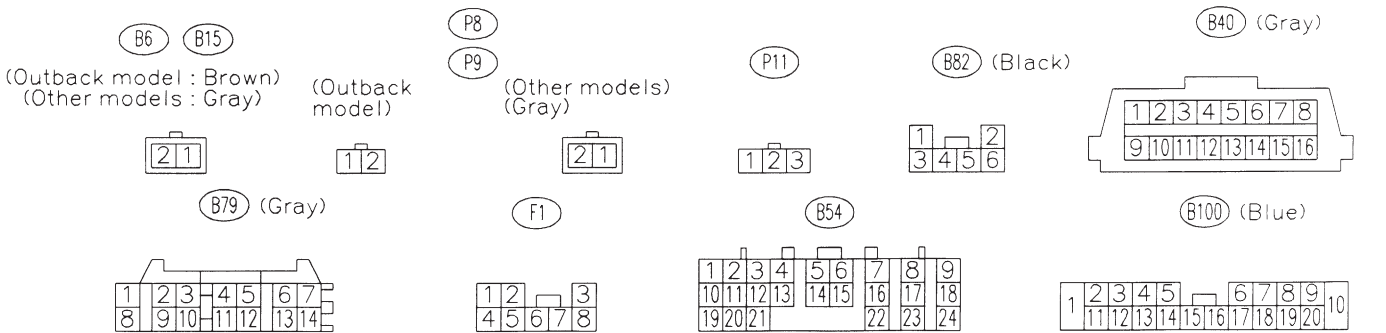 B6 B15
(Outback model : Brown)
(Other models : Gray)
2 1
P8
P9
(Outback
model)
1 2
(Other models)
(Gray)
2 1
P11
1 2 3
B82 (Black)
1 2
3 4 5 6
B40 (Gray)
1 2 3 4 5 6 7 8
9 10 11 12 13 14 15 16
B79 (Gray)
1 2 3 4 5 6 7
8 9 10 11 12 13 14
F1
1 2 3
4 5 6 7 8
B54
1 2 3 4 5 6 7 8 9
10 11 12 13 14 15 16 17 18
19 20 21 22 23 24
B100 (Blue)
1 2 3 4 5 6 7 8 9 10
11 12 13 14 15 16 17 18 19 20